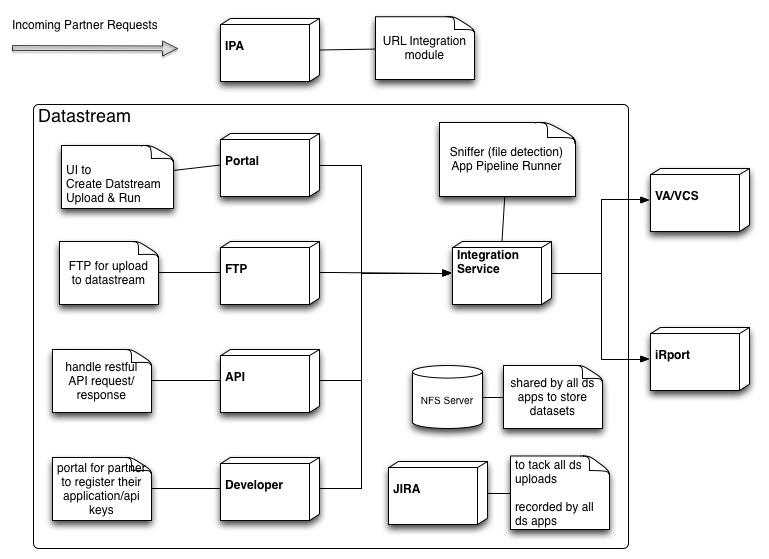 Incoming Partner Requests
IPA
URL Integration
module
Datastream
UI to
Create Datstream
Upload & Run
Portal
Sniffer (file detection)
App Pipeline Runner
VA/VCS
FTP for upload
to datastream
FTP
Integration
Service
iRport
handle restful
API request/
response
API
NFS Server
shared by all ds
apps to store
datasets
portal for partner
to register their
application/api
keys
Developer
JIRA
to tack all ds
uploads
recorded by all
ds apps